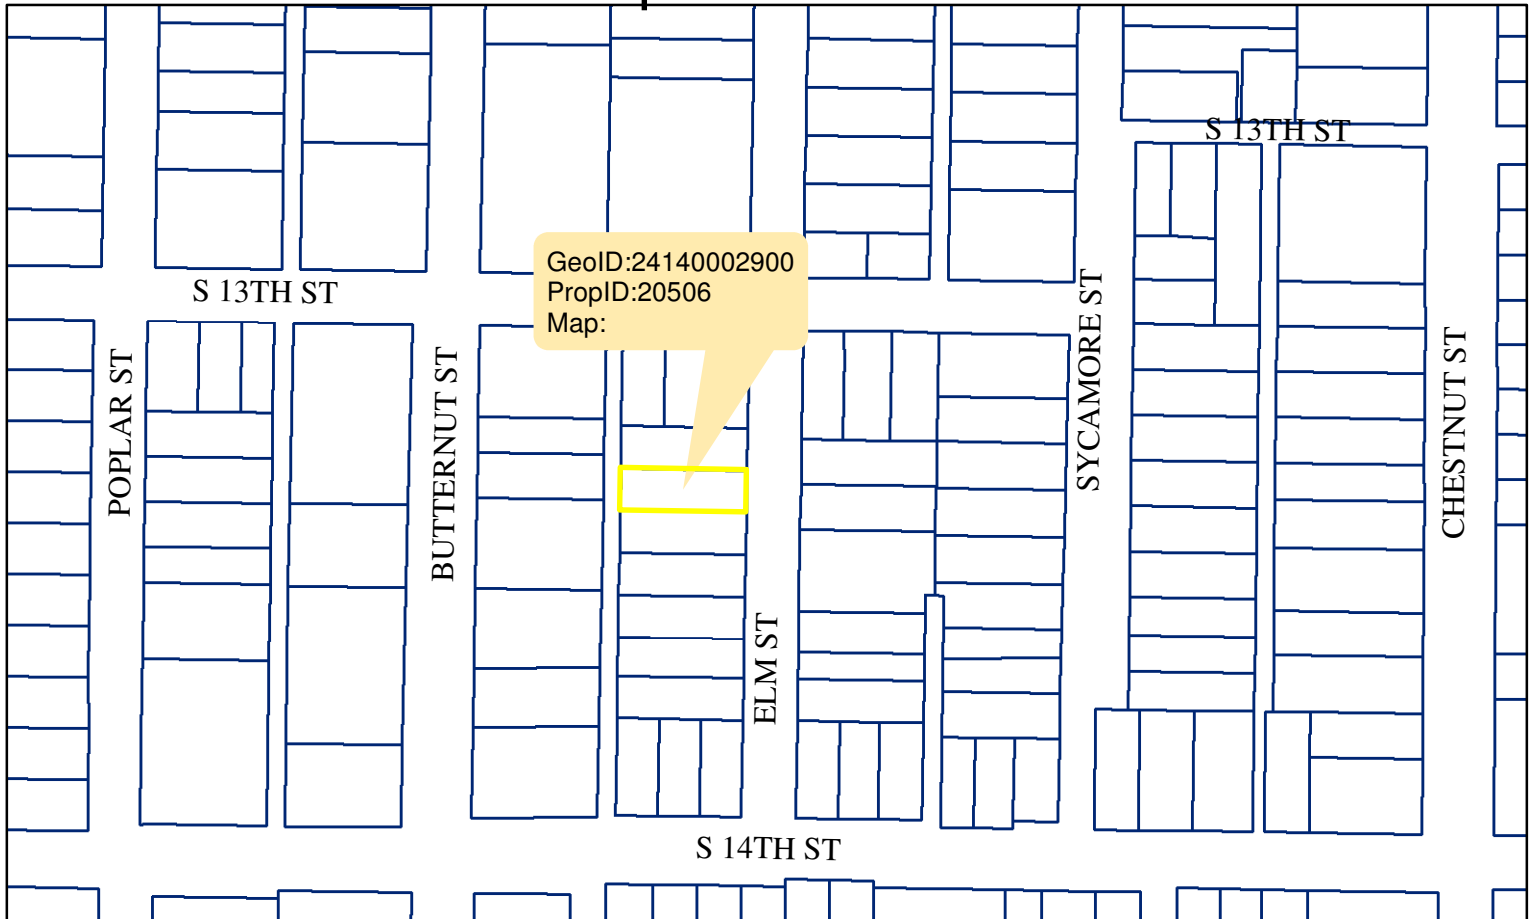 S 13TH ST
GeoID:24140002900
PropID:20506
Map:
S 13TH ST
POPLAR ST
BUTTERNUT ST
SYCAMORE ST
CHESTNUT ST
ELM ST
S 14TH ST